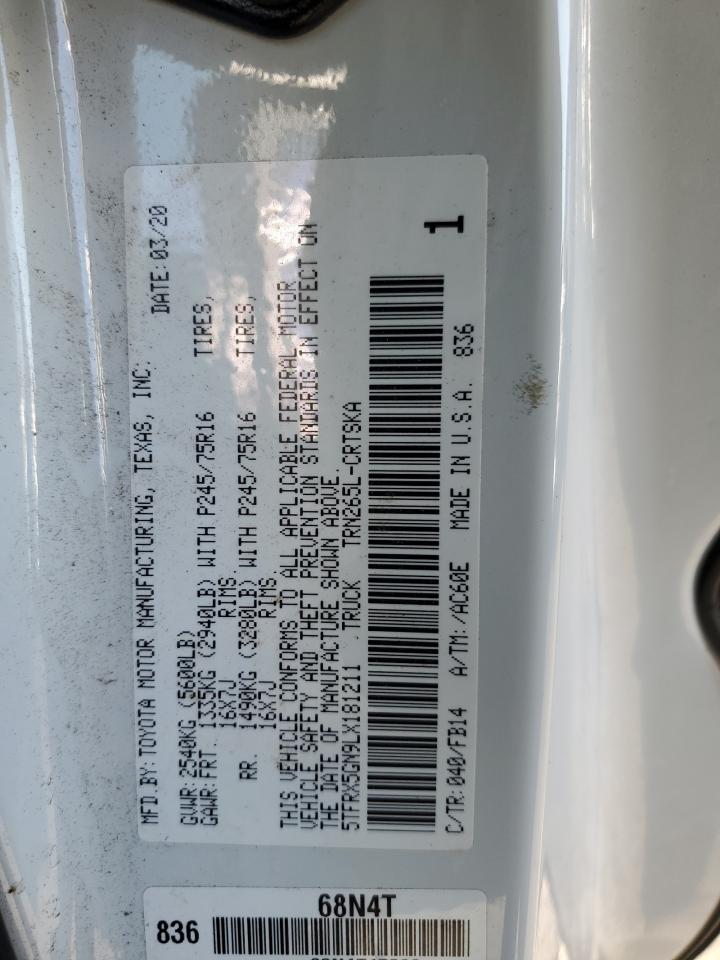 MFD.BY:TOYOTA MOTOR MANUFACTURING, TEXAS, INC. DATE:03/20
GVWR:2540KG (5600LB)
GAWR:FRT. 1335KG (2940LB) WITH P245/75R16 TIRES,
16X7J RIMS,
RR. 1490KG (3280LB) WITH P245/75R16 TIRES,
16X7J RIMS.
THIS VEHICLE CONFORMS TO ALL APPLICABLE FEDERAL MOTOR
VEHICLE SAFETY AND THEFT PREVENTION STANDARDS IN EFFECT ON
THE DATE OF MANUFACTURE SHOWN ABOVE.
5TFRX5GN9LX181211 .TRUCK TRN265L-CRTSKA
1
C/TR:040/FB14 A/TM:/AC60E MADE IN U.S.A. 836
68N4T
836